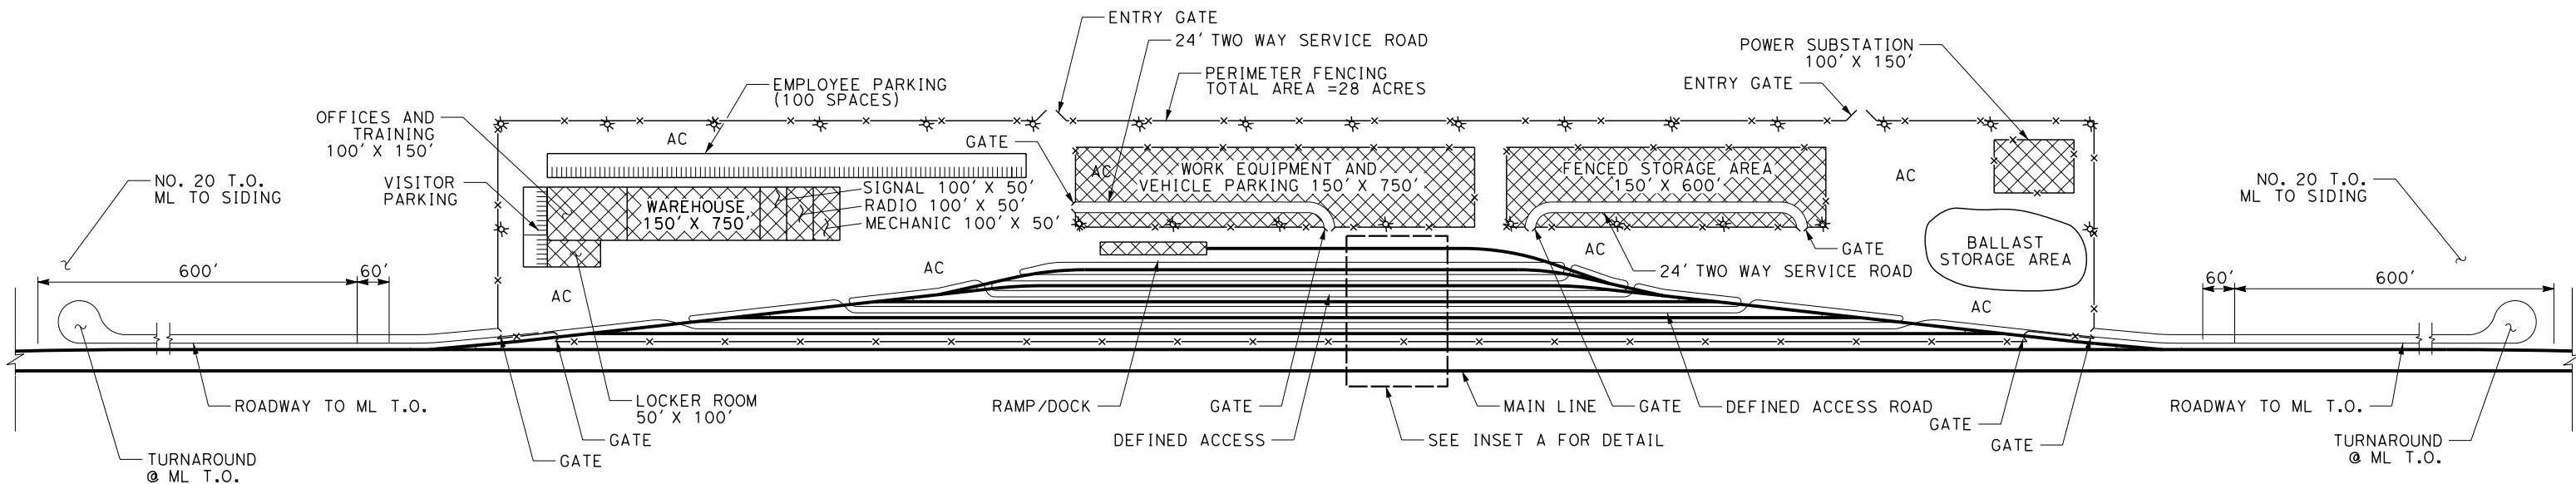 ENTRY GATE
24' TWO WAY SERVICE ROAD
PERIMETER FENCING
TOTAL AREA =28 ACRES
POWER SUBSTATION
100' X 150'
ENTRY GATE
EMPLOYEE PARKING
(100 SPACES)
OFFICES AND
TRAINING
100' X 150'
AC
GATE
AC
WORK EQUIPMENT AND
VEHICLE PARKING 150' X 750'
FENCED STORAGE AREA
150' X 600'
AC
NO. 20 T.O.
ML TO SIDING
VISITOR
PARKING
WAREHOUSE
150' X 750'
SIGNAL 100' X 50'
RADIO 100' X 50'
MECHANIC 100' X 50'
NO. 20 T.O.
ML TO SIDING
BALLAST
STORAGE AREA
AC
GATE
24' TWO WAY SERVICE ROAD
600'
60'
AC
AC
AC
60'
600'
ROADWAY TO ML T.O.
LOCKER ROOM
50' X 100'
RAMP/DOCK
GATE
MAIN LINE
GATE
DEFINED ACCESS ROAD
ROADWAY TO ML T.O.
GATE
GATE
DEFINED ACCESS
SEE INSET A FOR DETAIL
GATE
GATE
TURNAROUND
@ ML T.O.
TURNAROUND
@ ML T.O.